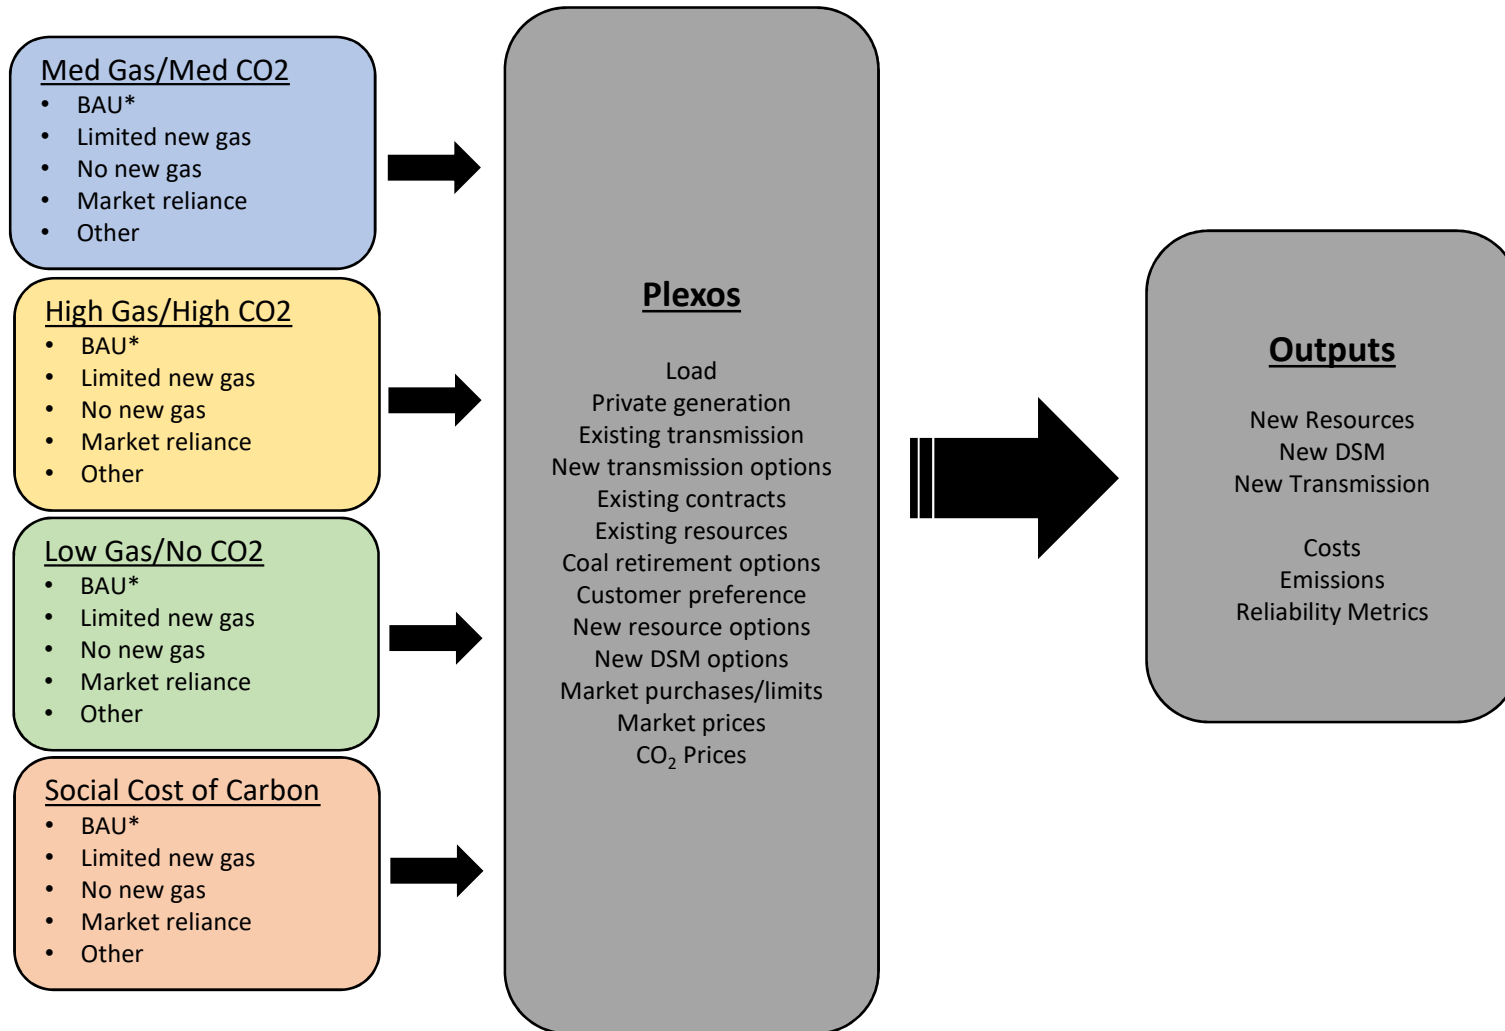 Med Gas/Med CO2
• BAU*
• Limited new gas
• No new gas
• Market reliance
• Other
High Gas/High CO2
• BAU*
• Limited new gas
• No new gas
• Market reliance
• Other
Low Gas/No CO2
• BAU*
• Limited new gas
• No new gas
• Market reliance
• Other
Social Cost of Carbon
• BAU*
• Limited new gas
• No new gas
• Market reliance
• Other
Plexos
Load
Private generation
Existing transmission
New transmission options
Existing contracts
Existing resources
Coal retirement options
Customer preference
New resource options
New DSM options
Market purchases/limits
Market prices
CO₂ Prices
Outputs
New Resources
New DSM
New Transmission
Costs
Emissions
Reliability Metrics